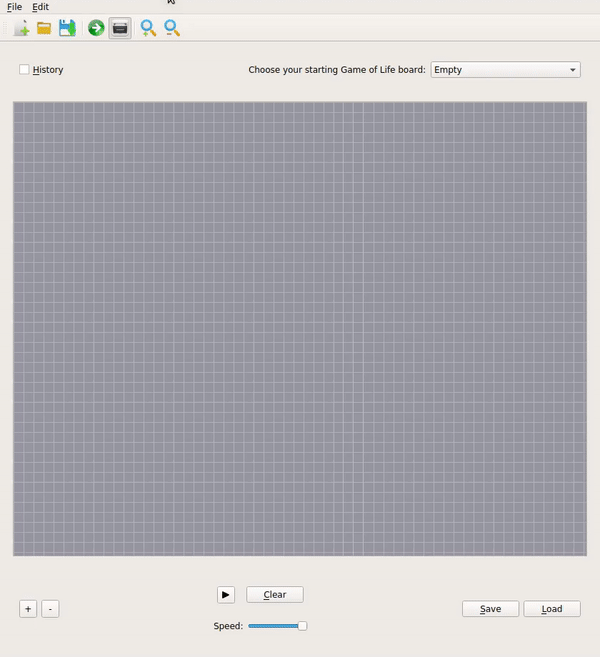 File Edit
History Choose your starting Game of Life board: Empty
Clear
+ - Save Load
Speed: